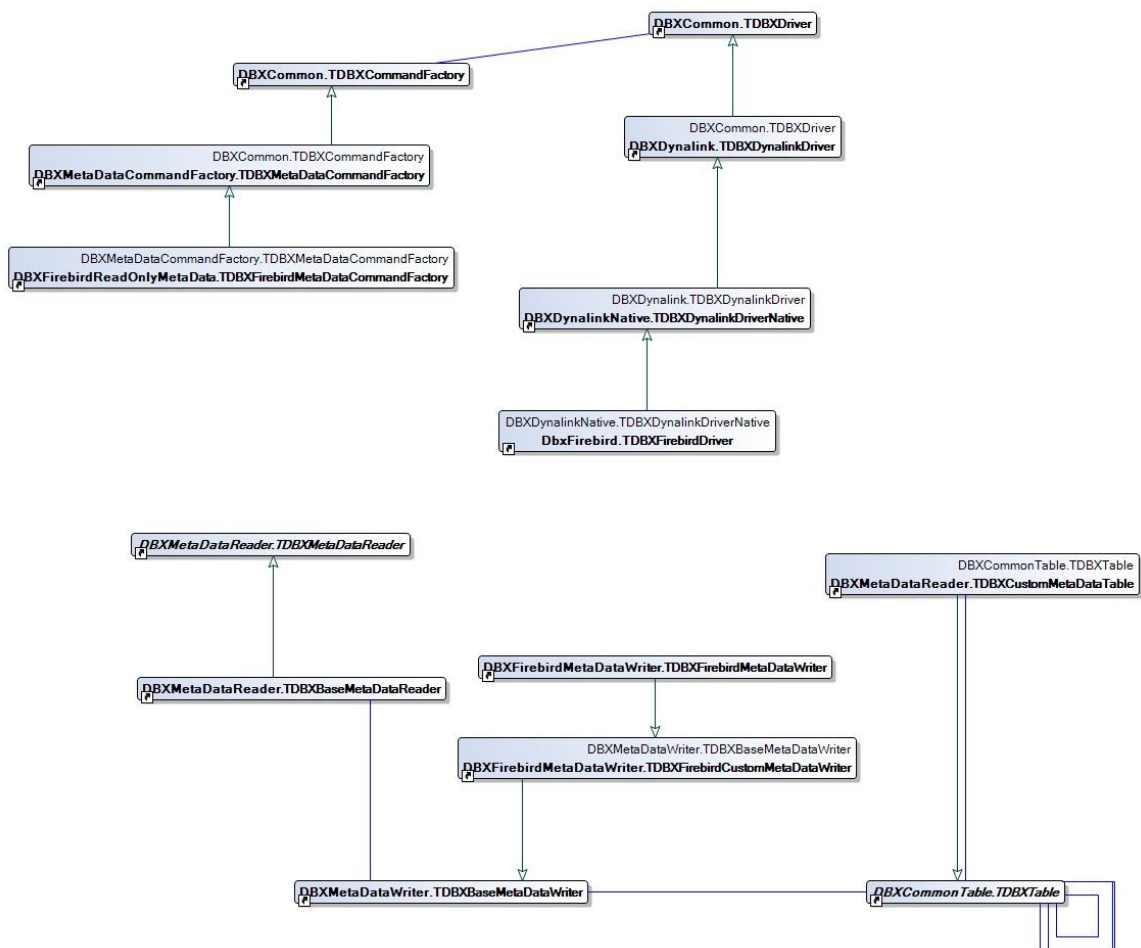 DBXCommon.TDBXDriver
DBXCommon.TDBXCommandFactory
DBXCommon.TDBXDriver
DBXDynalink.TDBXDynalinkDriver
DBXCommon.TDBXCommandFactory
DBXMetaDataCommandFactory.TDBXMetaDataCommandFactory
DBXMetaDataCommandFactory.TDBXMetaDataCommandFactory
DBXFirebirdReadOnlyMetaData.TDBXFirebirdMetaDataCommandFactory
DBXDynalink.TDBXDynalinkDriver
DBXDynalinkNative.TDBXDynalinkDriverNative
DBXDynalinkNative.TDBXDynalinkDriverNative
DbxFirebird.TDBXFirebirdDriver
DBXMetaDataReader.TDBXMetaDataReader
DBXCommonTable.TDBXTable
DBXMetaDataReader.TDBXCustomMetaDataTable
DBXFirebirdMetaDataWriter.TDBXFirebirdMetaDataWriter
DBXMetaDataReader.TDBXBaseMetaDataReader
DBXMetaDataWriter.TDBXBaseMetaDataWriter
DBXFirebirdMetaDataWriter.TDBXFirebirdCustomMetaDataWriter
DBXMetaDataWriter.TDBXBaseMetaDataWriter
DBXCommonTable.TDBXTable